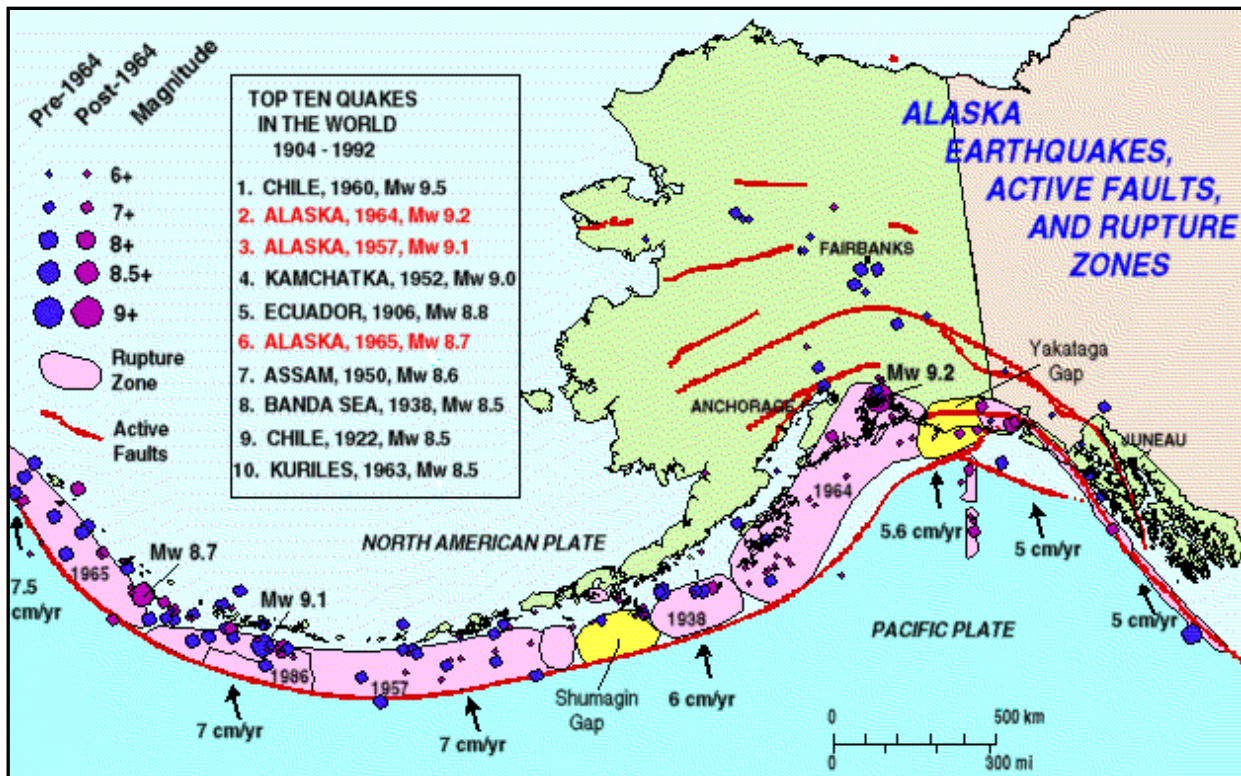 Pre-1964
Post-1964
Magnitude
6+
7+
8+
8.5+
9+
Rupture
Zone
Active
Faults
TOP TEN QUAKES
IN THE WORLD
1904 - 1992
1. CHILE, 1960, Mw 9.5
2. ALASKA, 1964, Mw 9.2
3. ALASKA, 1957, Mw 9.1
4. KAMCHATKA, 1952, Mw 9.0
5. ECUADOR, 1906, Mw 8.8
6. ALASKA, 1965, Mw 8.7
7. ASSAM, 1950, Mw 8.6
8. BANDA SEA, 1938, Mw 8.5
9. CHILE, 1922, Mw 8.5
10. KURILES, 1963, Mw 8.5
ALASKA
EARTHQUAKES,
ACTIVE FAULTS,
AND RUPTURE
ZONES
FAIRBANKS
Yakataga
Gap
Mw 9.2
ANCHORAGE
JUNEAU
1964
NORTH AMERICAN PLATE
5.6 cm/yr
5 cm/yr
Mw 8.7
1965
7.5
cm/yr
Mw 9.1
1938
5 cm/yr
PACIFIC PLATE
1986
1957
Shumagin
Gap
6 cm/yr
7 cm/yr
7 cm/yr
0
500 km
0
300 mi